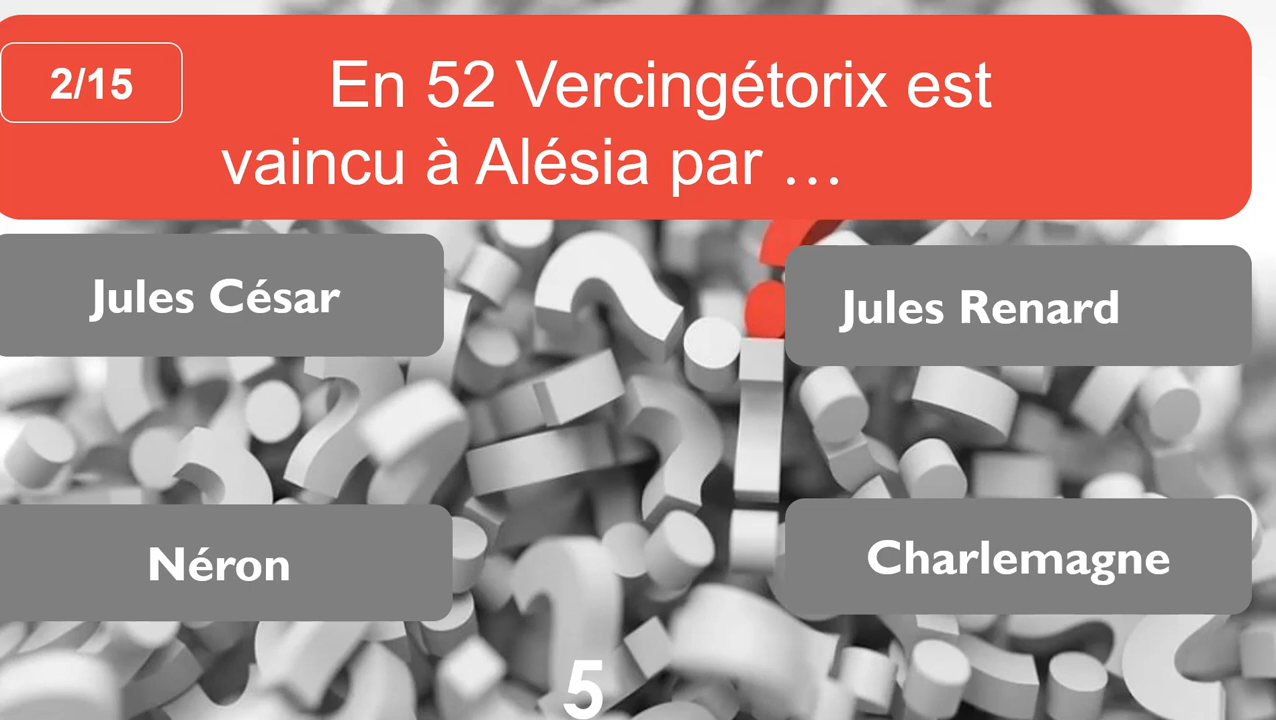 2/15
En 52 Vercingétorix est
vaincu à Alésia par …
Jules César
Jules Renard
Néron
Charlemagne
5